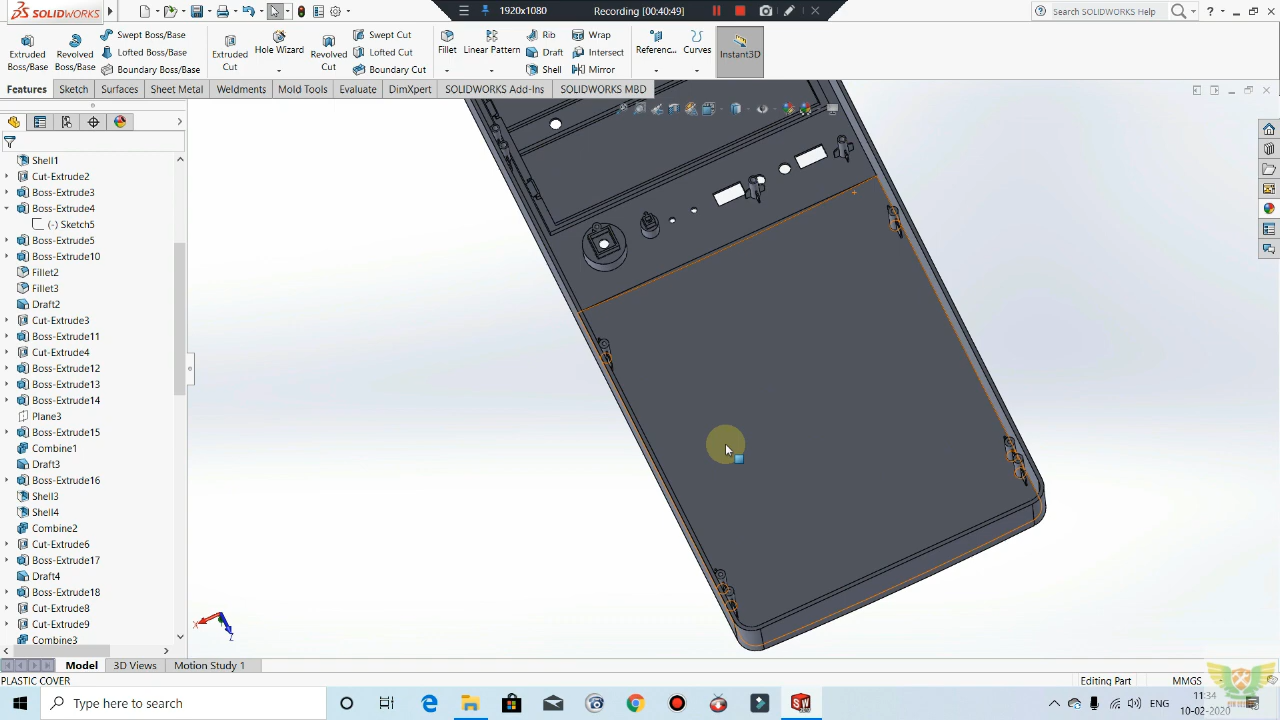 SOLIDWORKS
1920x1080
Recording [00:40:49]
Search SOLIDWORKS Help
Extruded Boss/Base
Revolved Boss/Base
Swept Boss/Base
Lofted Boss/Base
Boundary Boss/Base
Extruded Cut
Hole Wizard
Revolved Cut
Swept Cut
Lofted Cut
Boundary Cut
Fillet
Linear Pattern
Rib
Draft
Shell
Wrap
Intersect
Mirror
Referenc...
Curves
Instant3D
Features
Sketch
Surfaces
Sheet Metal
Weldments
Mold Tools
Evaluate
DimXpert
SOLIDWORKS Add-Ins
SOLIDWORKS MBD
Shell1
Cut-Extrude2
Boss-Extrude3
Boss-Extrude4
(-) Sketch5
Boss-Extrude5
Boss-Extrude10
Fillet2
Fillet3
Draft2
Cut-Extrude3
Boss-Extrude11
Cut-Extrude4
Boss-Extrude12
Boss-Extrude13
Boss-Extrude14
Plane3
Boss-Extrude15
Combine1
Draft3
Boss-Extrude16
Shell3
Shell4
Combine2
Cut-Extrude6
Boss-Extrude17
Draft4
Boss-Extrude18
Cut-Extrude8
Cut-Extrude9
Combine3
X
Z
Model
3D Views
Motion Study 1
PLASTIC COVER
Editing Part
MMGS
Type here to search
ENG
11:34
10-02-2020